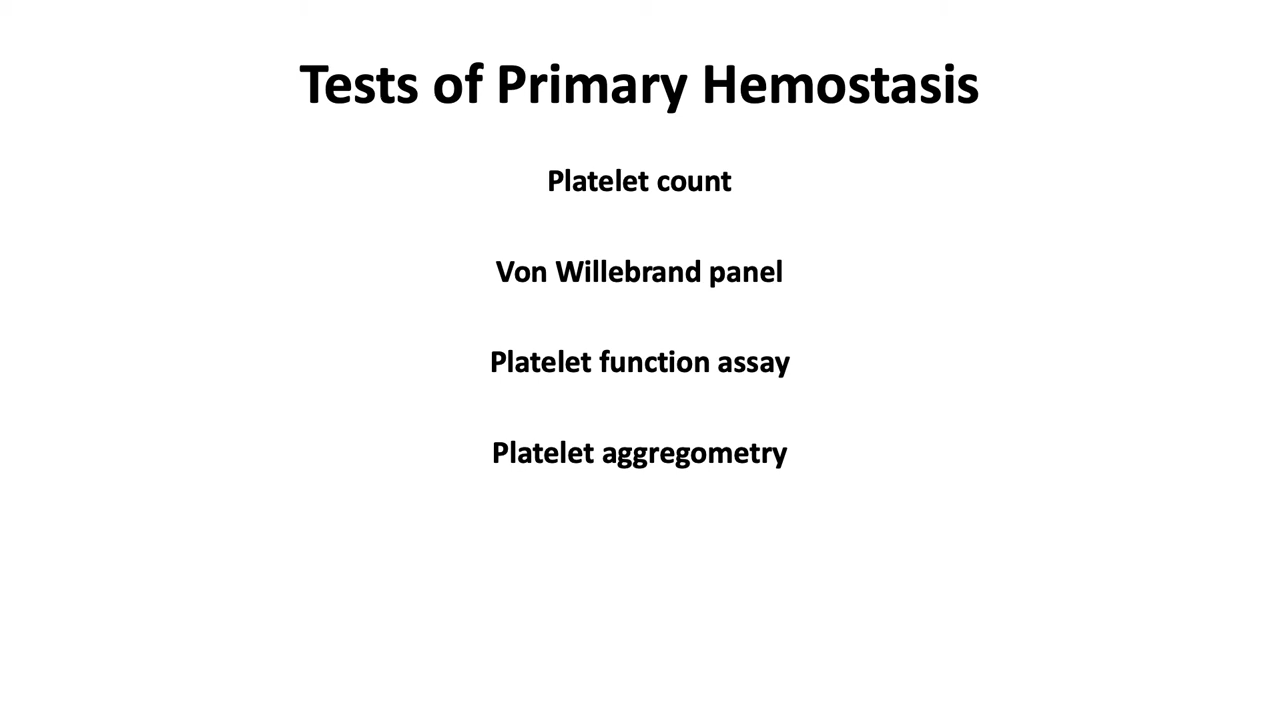 Tests of Primary Hemostasis
Platelet count
Von Willebrand panel
Platelet function assay
Platelet aggregometry